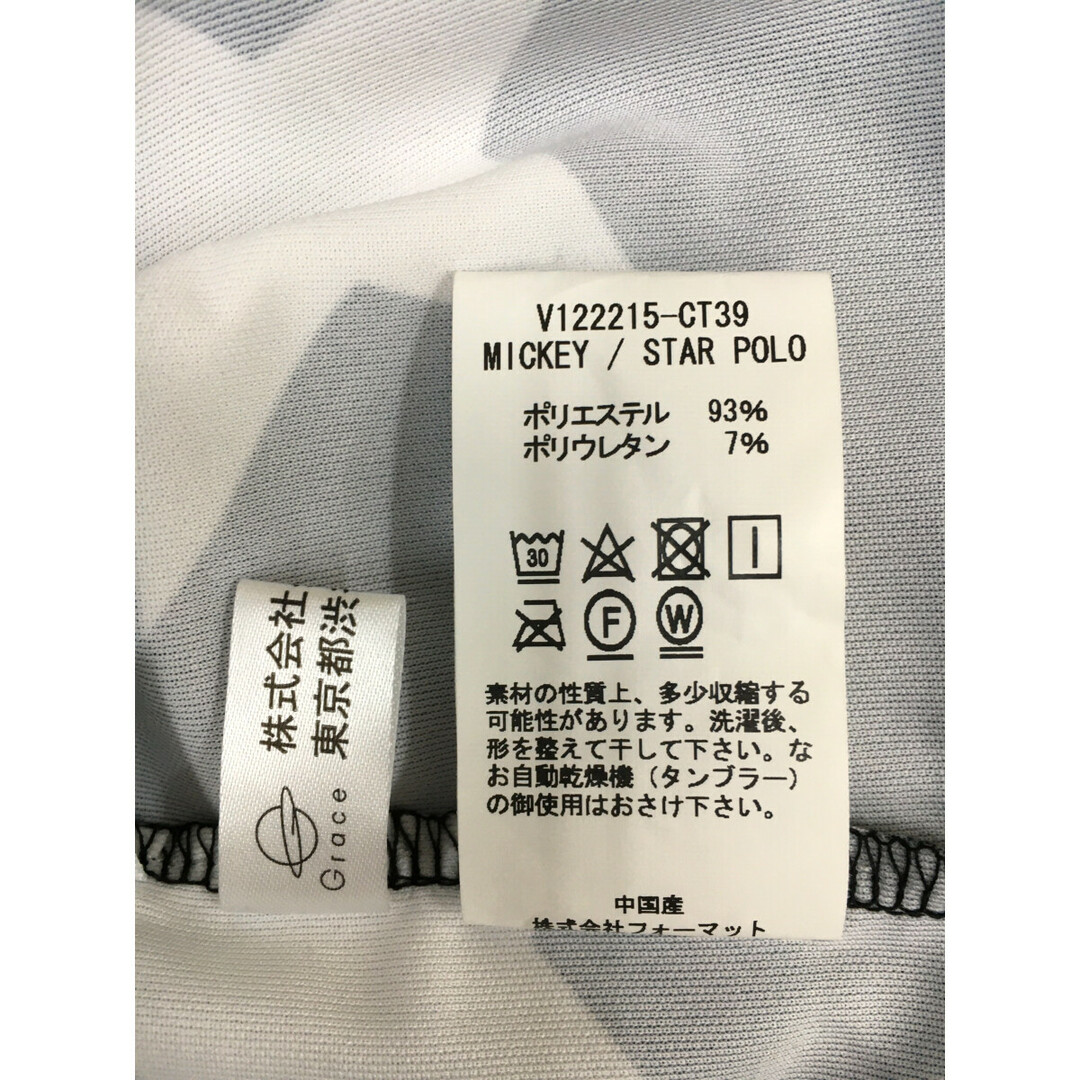 V122215-CT39
MICKEY / STAR POLO
ポリエステル 93%
ポリウレタン 7%
30
F
W
素材の性質上、多少収縮する
可能性があります。洗濯後、
形を整えて干して下さい。な
お自動乾燥機(タンブラー)
の御使用はおさけ下さい。
中国産
株式会社フォーマット
株式会社
東京都渋
Grace